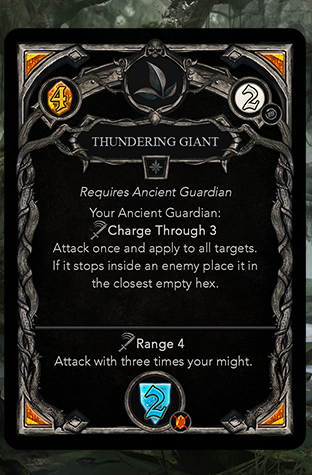 4
2
THUNDERING GIANT
Requires Ancient Guardian
Your Ancient Guardian:
Charge Through 3
Attack once and apply to all targets.
If it stops inside an enemy place it in
the closest empty hex.
Range 4
Attack with three times your might.
2